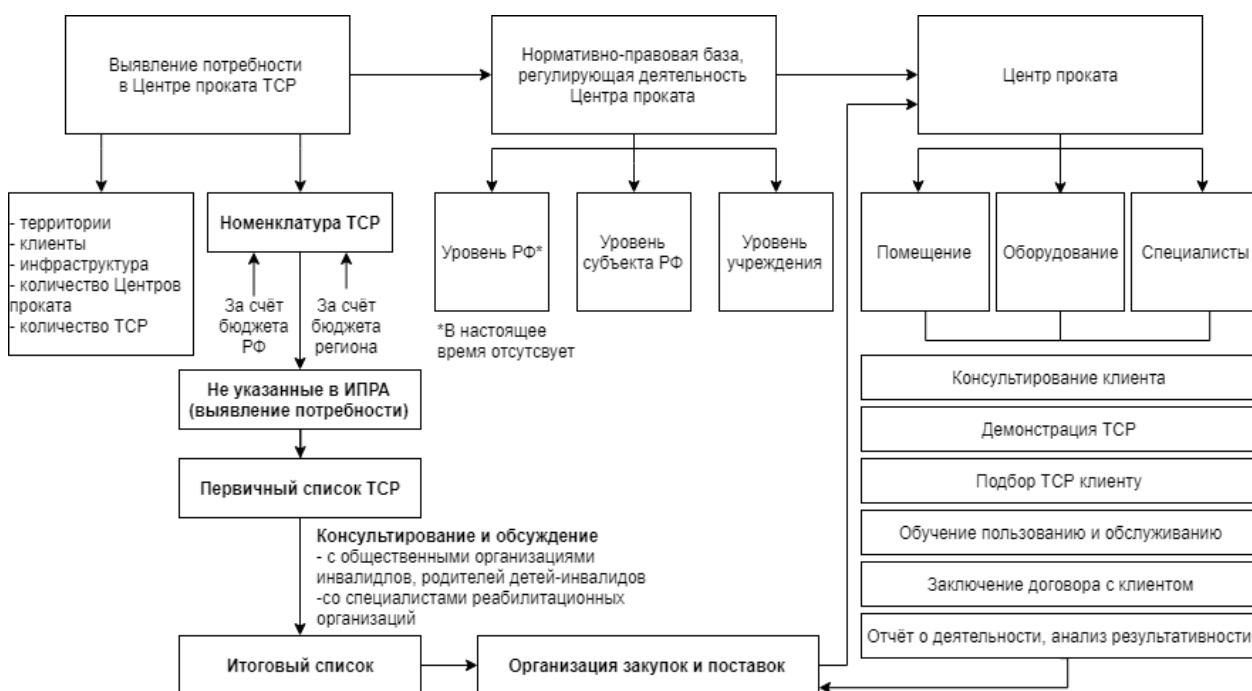 Выявление потребности
в Центре проката ТСР
Нормативно-правовая база,
регулирующая деятельность
Центра проката
Центр проката
- территории
- клиенты
- инфраструктура
- количество Центров
проката
- количество ТСР
Номенклатура ТСР
Уровень РФ*
Уровень
субъекта РФ
Уровень
учреждения
Помещение
Оборудование
Специалисты
За счёт
бюджета
РФ
За счёт
бюджета
региона
*В настоящее
время отсутсвует
Не указанные в ИПРА
(выявление потребности)
Первичный список ТСР
Консультирование и обсуждение
- с общественными организациями
инвалидлов, родителей детей-инвалидов
-со специалистами реабилитационных
организаций
Итоговый список
Организация закупок и поставок
Консультирование клиента
Демонстрация ТСР
Подбор ТСР клиенту
Обучение пользованию и обслуживанию
Заключение договора с клиентом
Отчёт о деятельности, анализ результативности